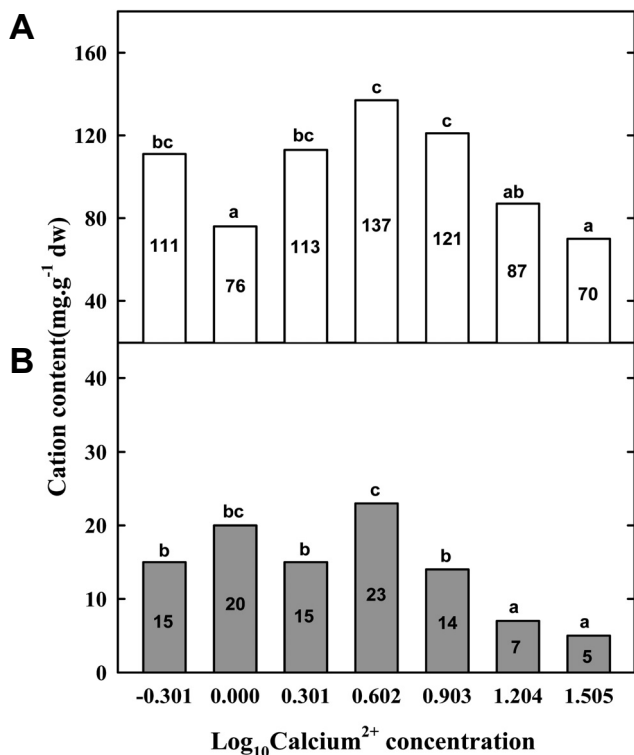 A
160
120
80
40
bc
a
bc
c
c
ab
a
111
76
113
137
121
87
70
Cation content(mg.g⁻¹ dw)
B
40
30
20
10
0
b
bc
b
c
b
a
a
15
20
15
23
14
7
5
-0.301 0.000 0.301 0.602 0.903 1.204 1.505
Log₁₀Calcium²⁺ concentration